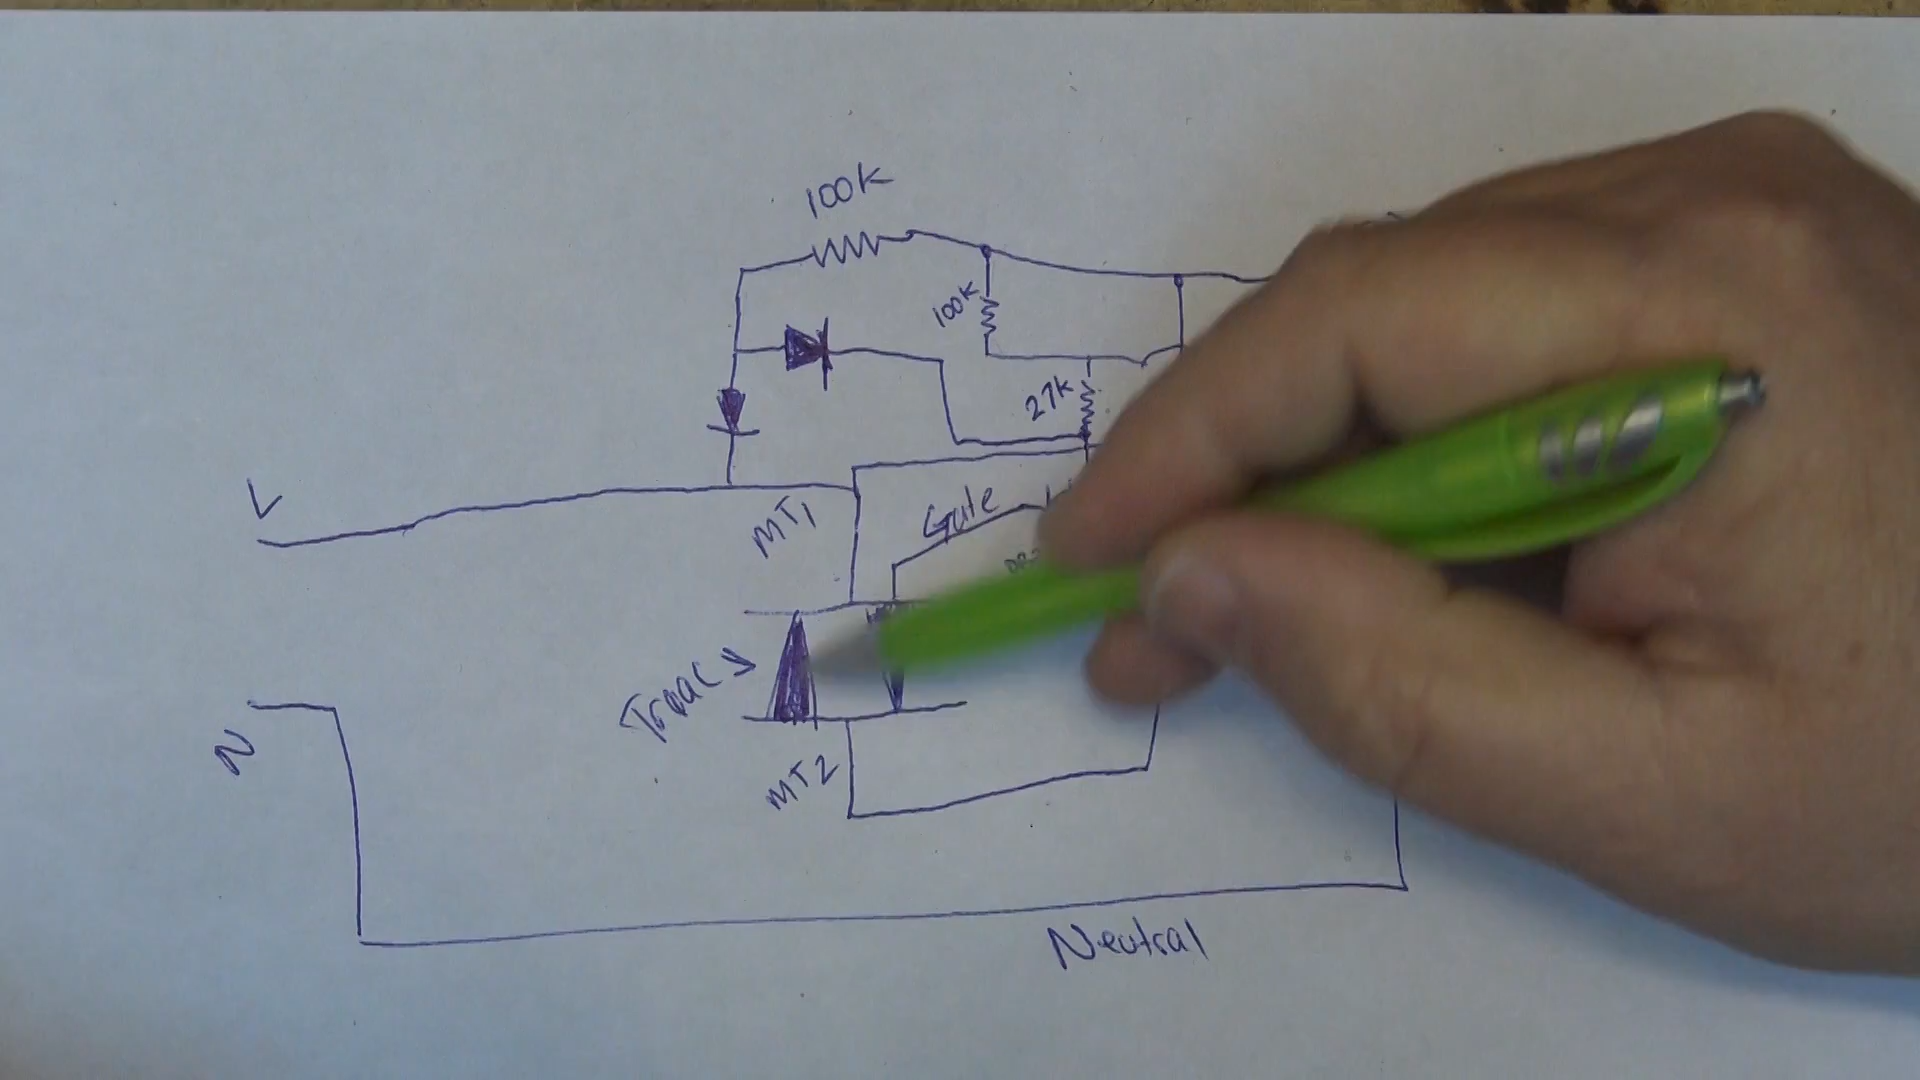 100K
100K
27K
V
MT1
Gate
Triac
N
MT2
Neutral